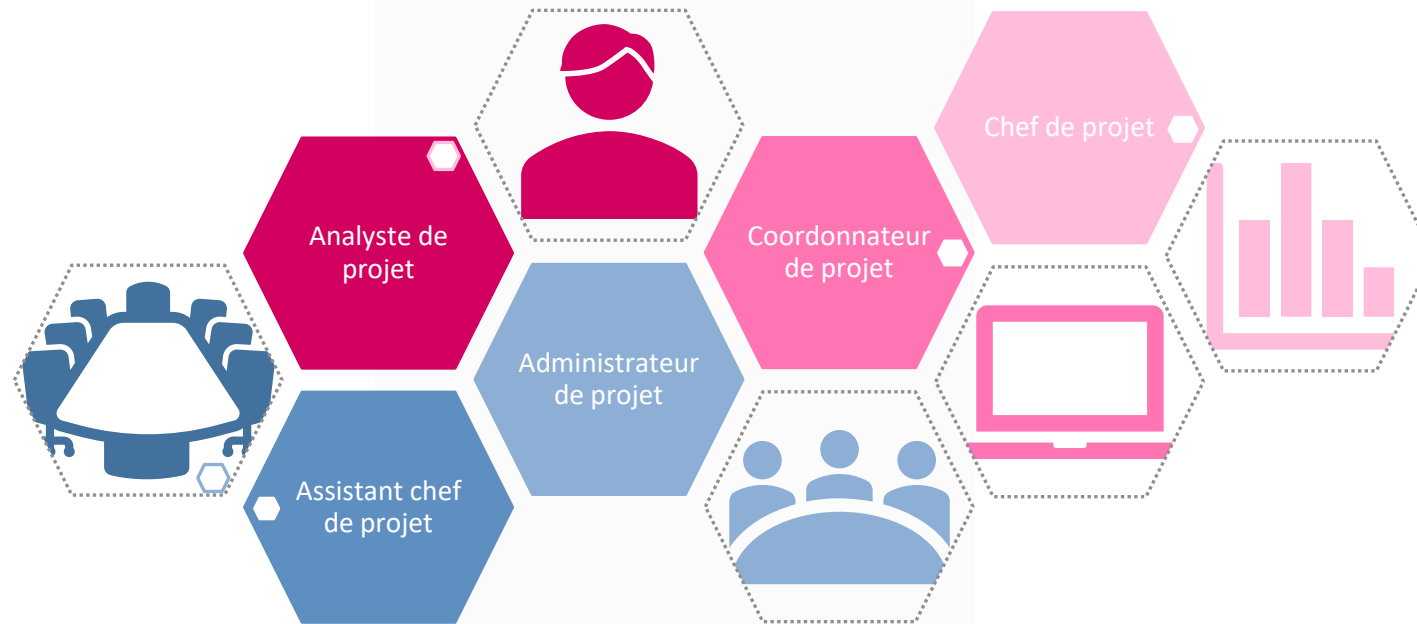 Analyste de
projet
Assistant chef
de projet
Administrateur
de projet
Coordonnateur
de projet
Chef de projet